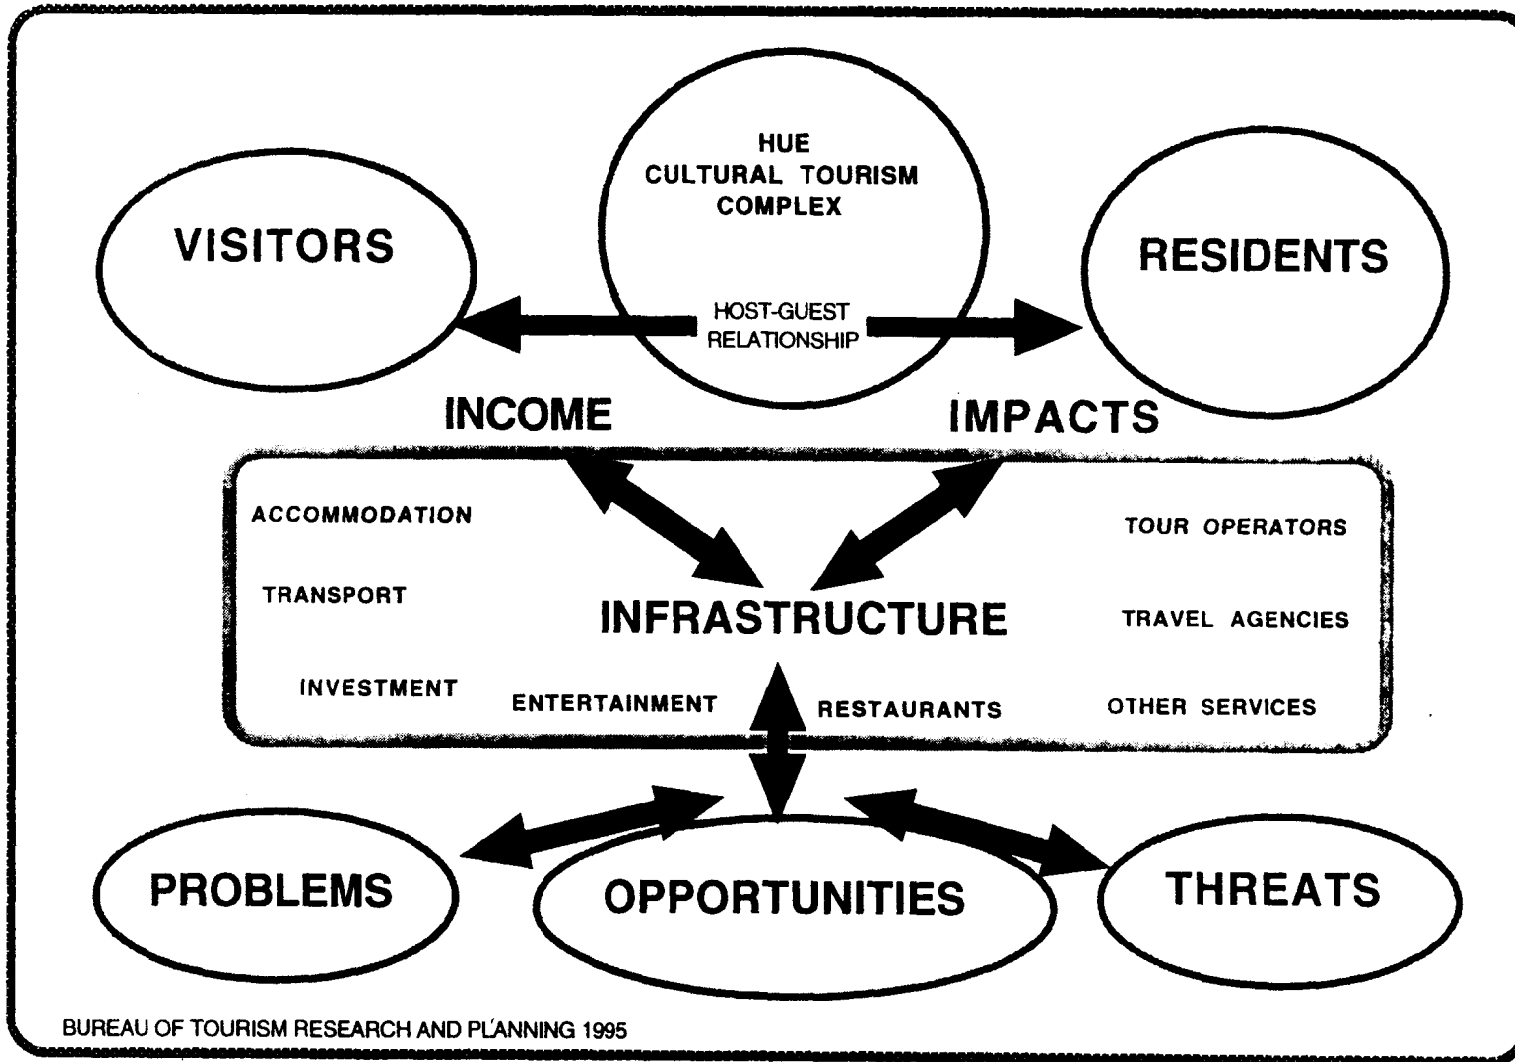 HUE
CULTURAL TOURISM
COMPLEX
VISITORS
RESIDENTS
HOST-GUEST
RELATIONSHIP
INCOME
IMPACTS
ACCOMMODATION
TOUR OPERATORS
TRANSPORT
INFRASTRUCTURE
TRAVEL AGENCIES
INVESTMENT
ENTERTAINMENT
RESTAURANTS
OTHER SERVICES
PROBLEMS
OPPORTUNITIES
THREATS
BUREAU OF TOURISM RESEARCH AND PLANNING 1995